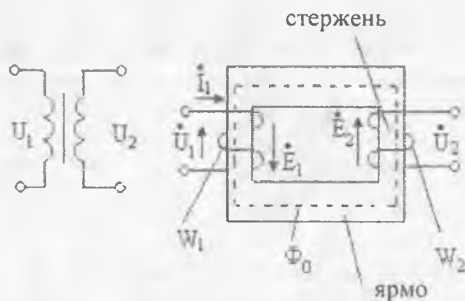 стержень
U₁ U₂
İ₁
U̇₁ Ė₁ Ė₂ U̇₂
W₁ Φ₀ W₂
ярмо